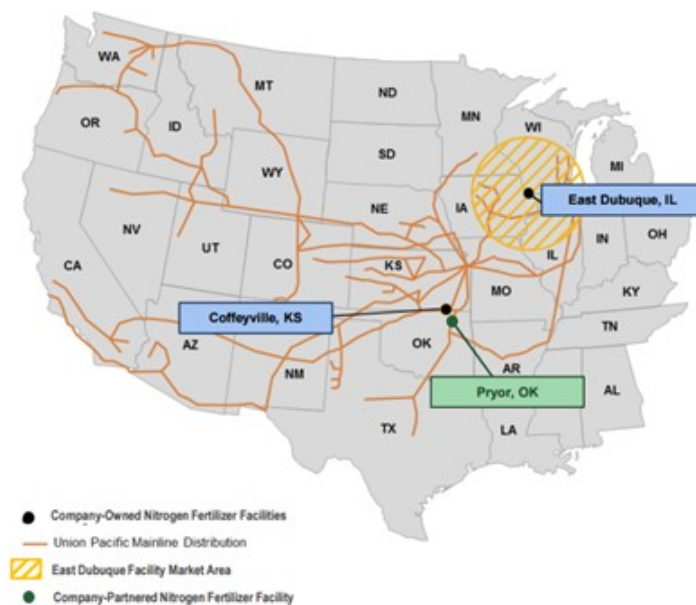 WA
MT
ND
MN
OR
ID
WI
MI
SD
WY
IA
East Dubuque, IL
NE
NV
UT
IL
IN
OH
CO
KS
CA
MO
KY
Coffeyville, KS
TN
AZ
OK
NM
AR
Pryor, OK
AL
TX
LA
Company-Owned Nitrogen Fertilizer Facilities
Union Pacific Mainline Distribution
East Dubuque Facility Market Area
Company-Partnered Nitrogen Fertilizer Facility